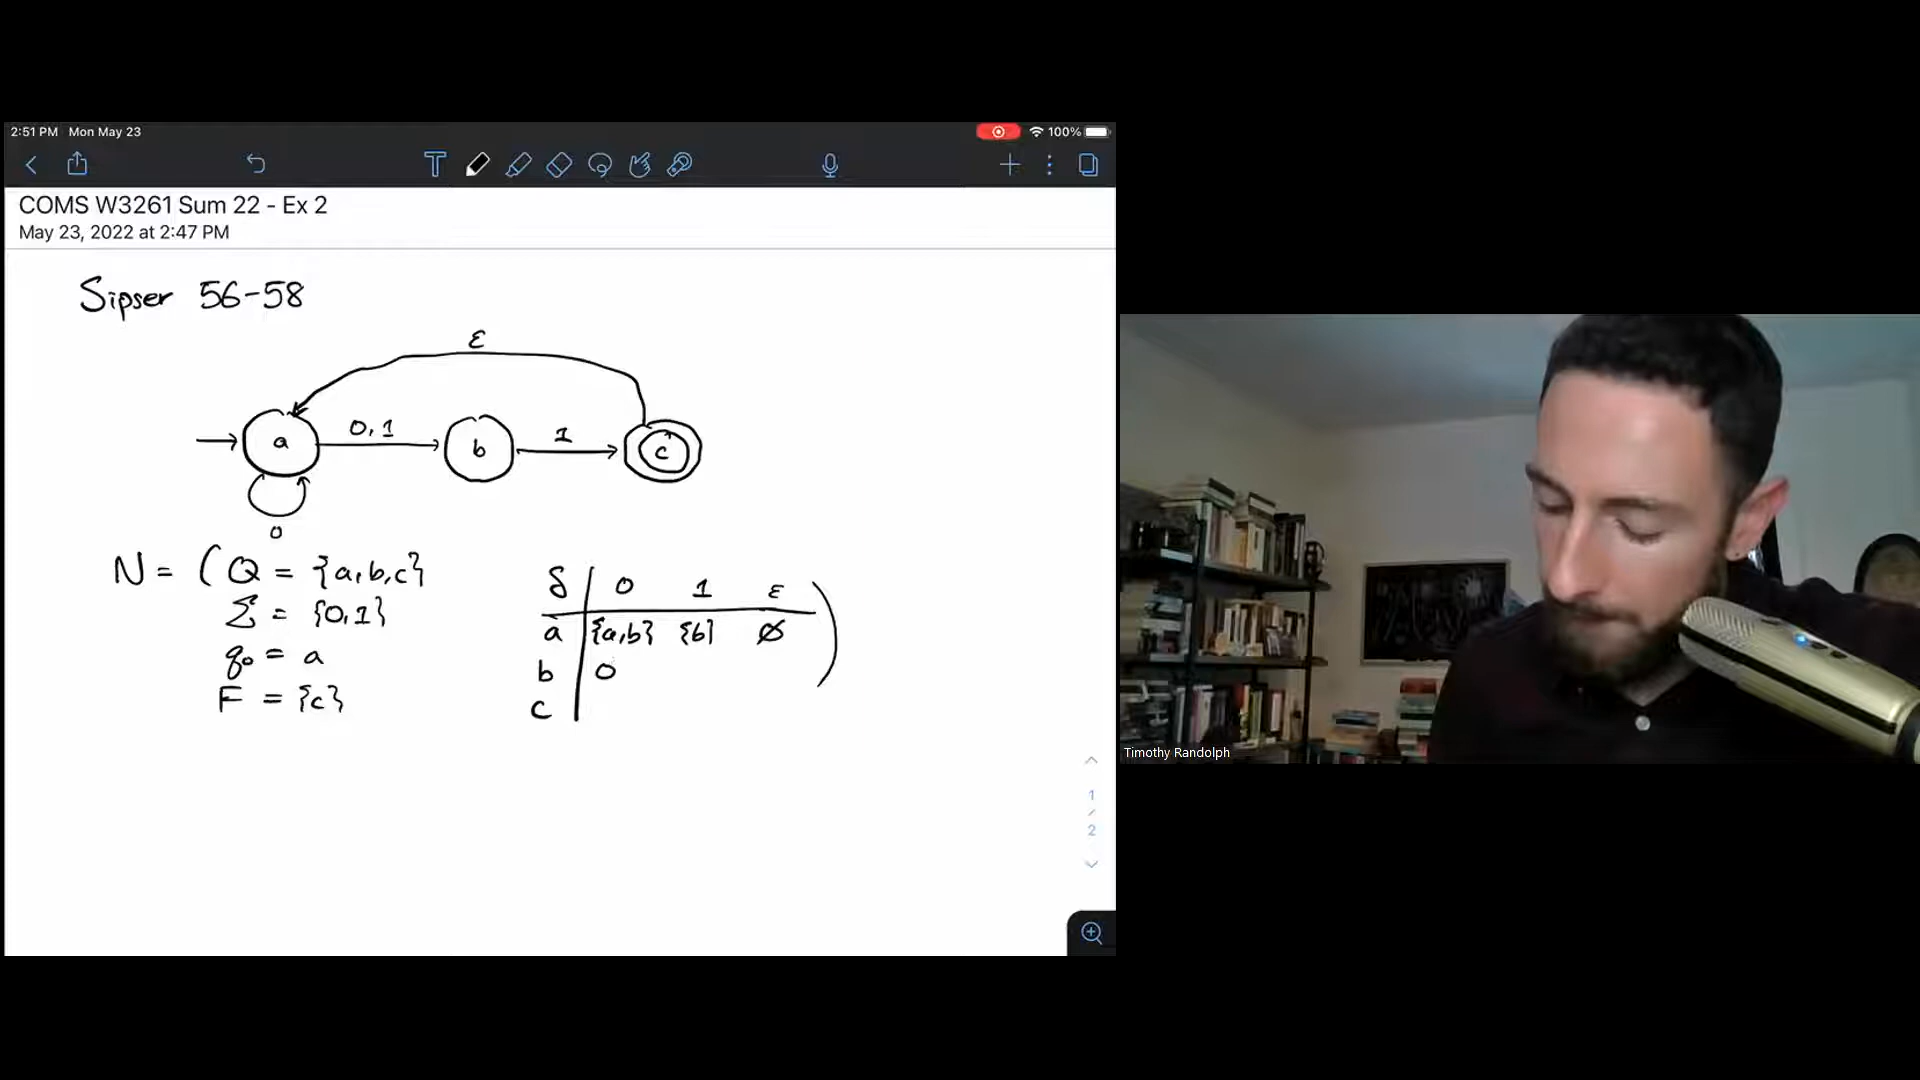 2:51 PM Mon May 23
100%
T
COMS W3261 Sum 22 - Ex 2
May 23, 2022 at 2:47 PM
Sipser 56-58
ε
a 0,1 b 1 c
0
N = ( Q = {a,b,c}
Σ = {0,1}
q₀ = a
F = {c}
δ 0 1 ε )
a {a,b} {b} ∅
b 0
c
1
/
2
Timothy Randolph